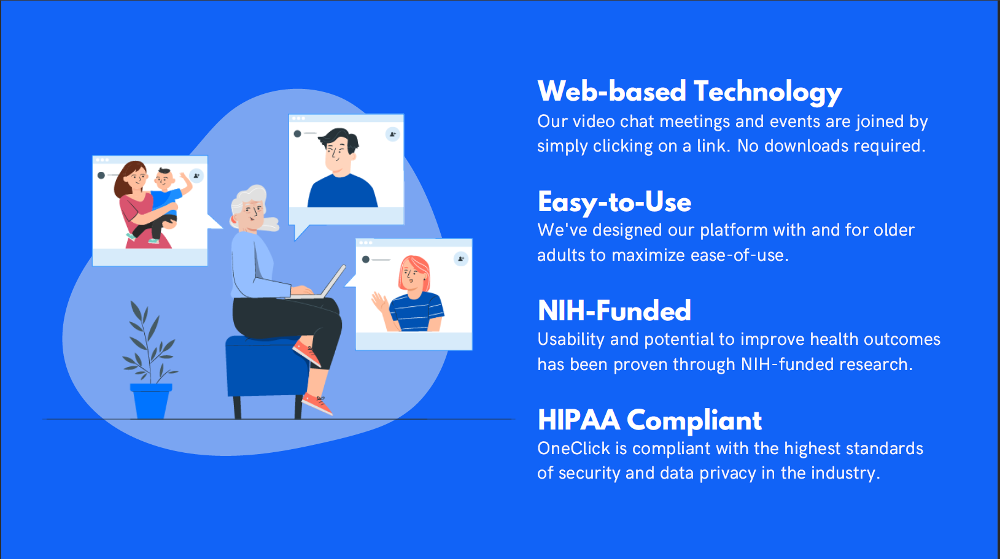 Web-based Technology
Our video chat meetings and events are joined by
simply clicking on a link. No downloads required.
Easy-to-Use
We've designed our platform with and for older
adults to maximize ease-of-use.
NIH-Funded
Usability and potential to improve health outcomes
has been proven through NIH-funded research.
HIPAA Compliant
OneClick is compliant with the highest standards
of security and data privacy in the industry.